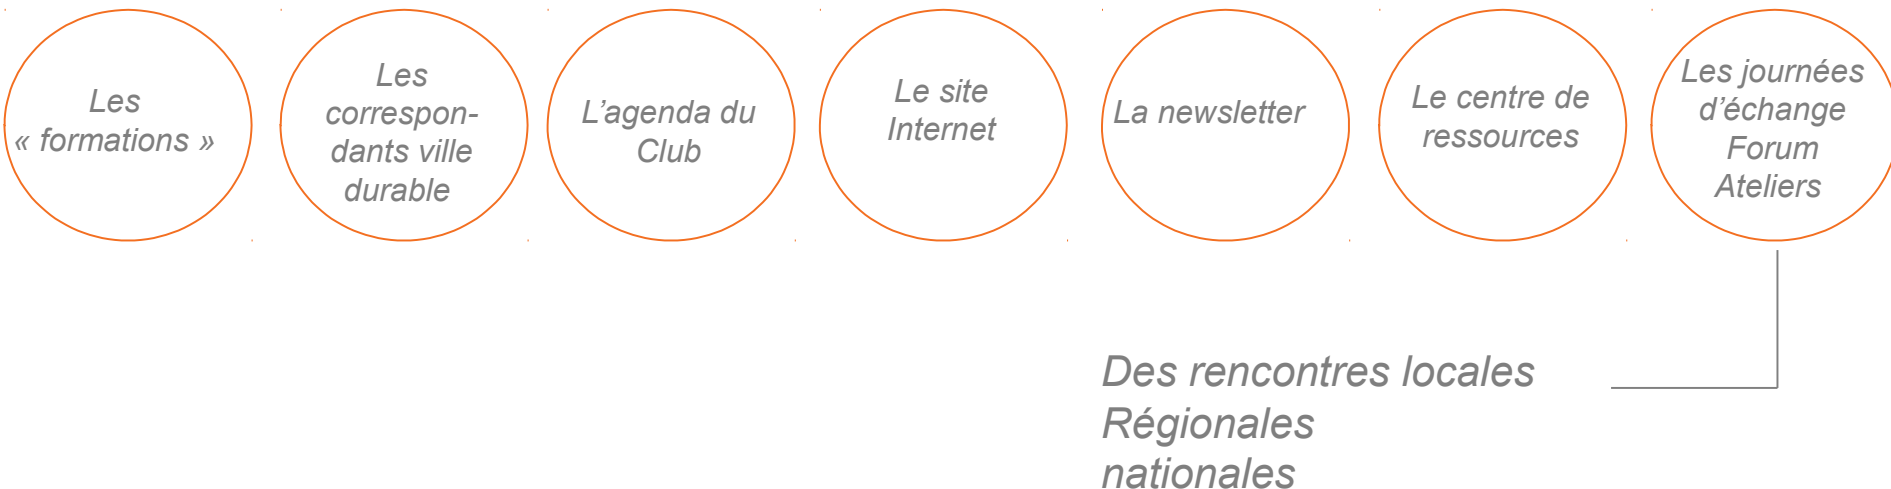 Les
« formations »
Les
correspon-
dants ville
durable
L’agenda du
Club
Le site
Internet
La newsletter
Le centre de
ressources
Les journées
d’échange
Forum
Ateliers
Des rencontres locales
Régionales
nationales